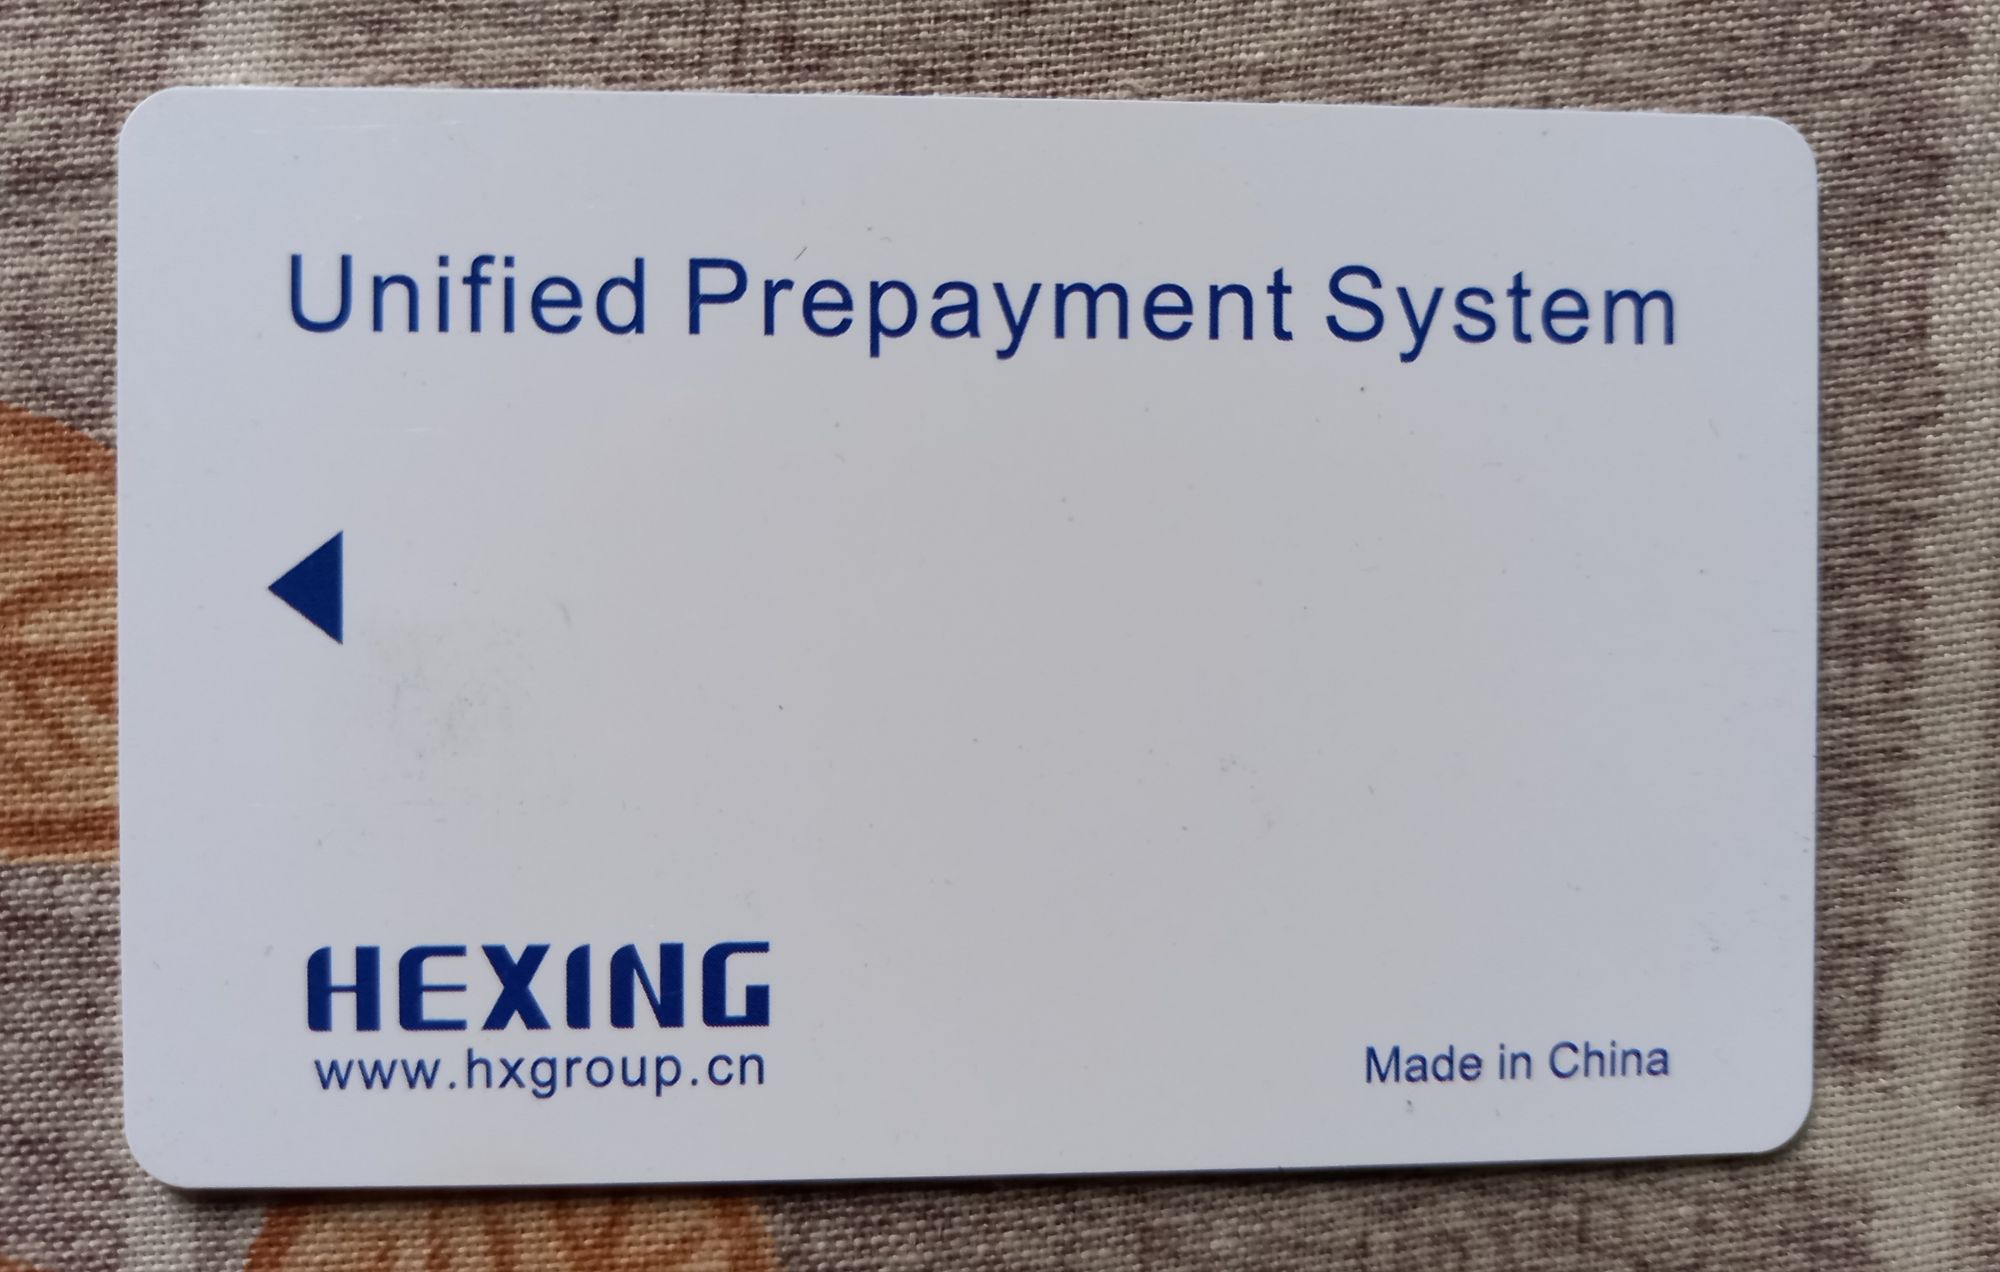 Unified Prepayment System
HEXING
www.hxgroup.cn
Made in China